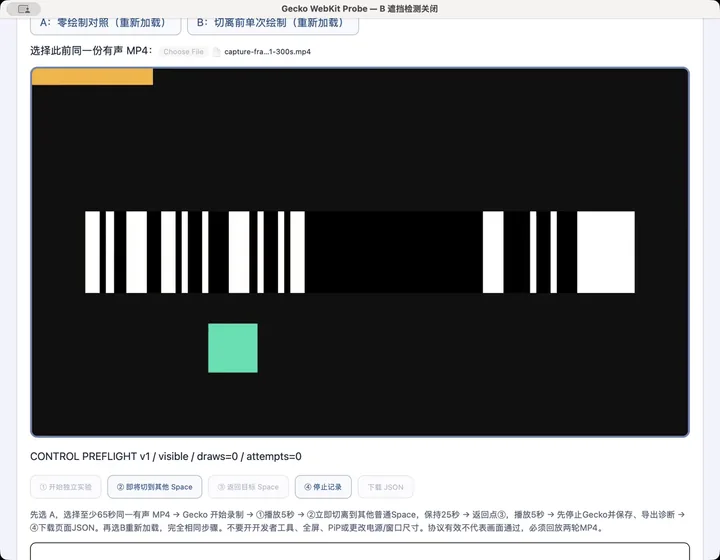 Gecko WebKit Probe — B 遮挡检测关闭
A：零绘制对照（重新加载）
B：切离前单次绘制（重新加载）
选择此前同一份有声 MP4：
Choose File
capture-fra...1-300s.mp4
CONTROL PREFLIGHT v1 / visible / draws=0 / attempts=0
① 开始独立实验
② 即将切到其他 Space
③ 返回目标 Space
④ 停止记录
下载 JSON
先选 A，选择至少65秒同一有声 MP4 → Gecko 开始录制 → ①播放5秒 → ②立即切离到其他普通Space，保持25秒 → 返回点③，播放5秒 → 先停止Gecko并保存、导出诊断 →
④下载页面JSON。再选B重新加载，完全相同步骤。不要开开发者工具、全屏、PiP或更改电源/窗口尺寸。协议有效不代表画面通过，必须回放两轮MP4。